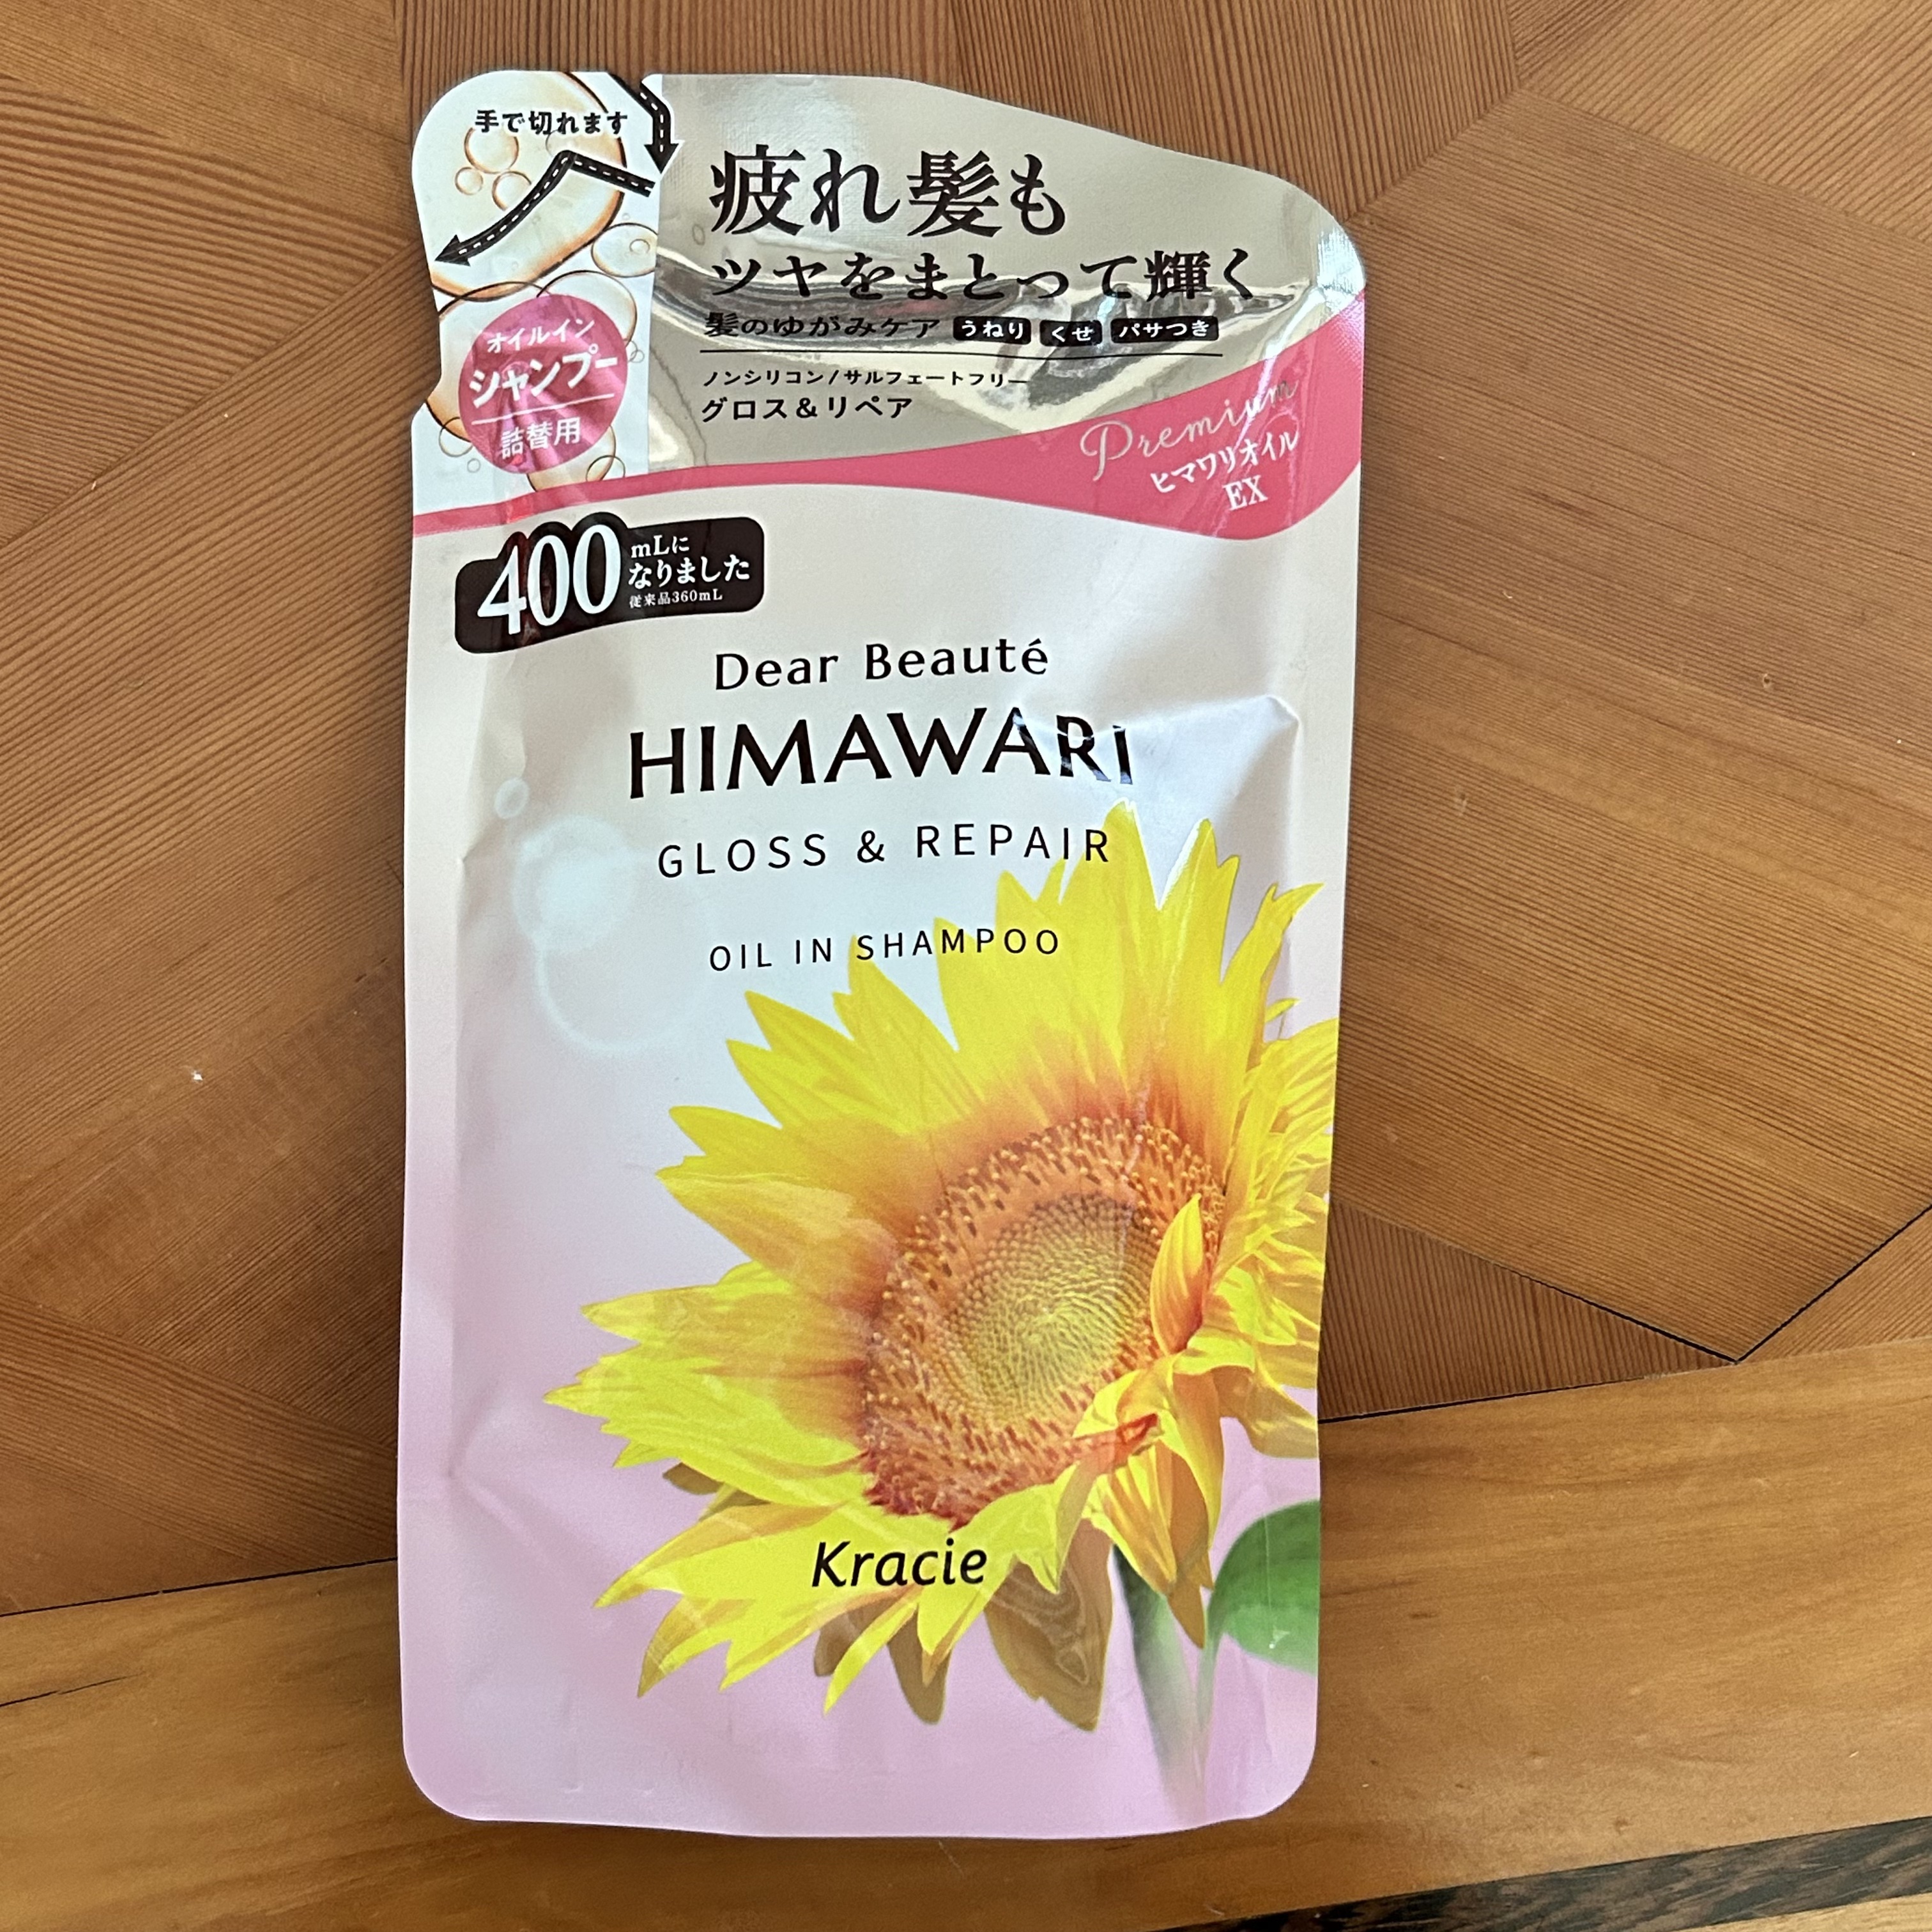 手で切れます
疲れ髪も
ツヤをまとって輝く
髪のゆがみケア うねり くせ パサつき
ノンシリコン/サルフェートフリー
グロス&リペア
オイルイン
シャンプー
詰替用
Premium
ヒマワリオイル
EX
400mLに
なりました
従来品360mL
Dear Beauté
HIMAWARI
GLOSS & REPAIR
OIL IN SHAMPOO
Kracie